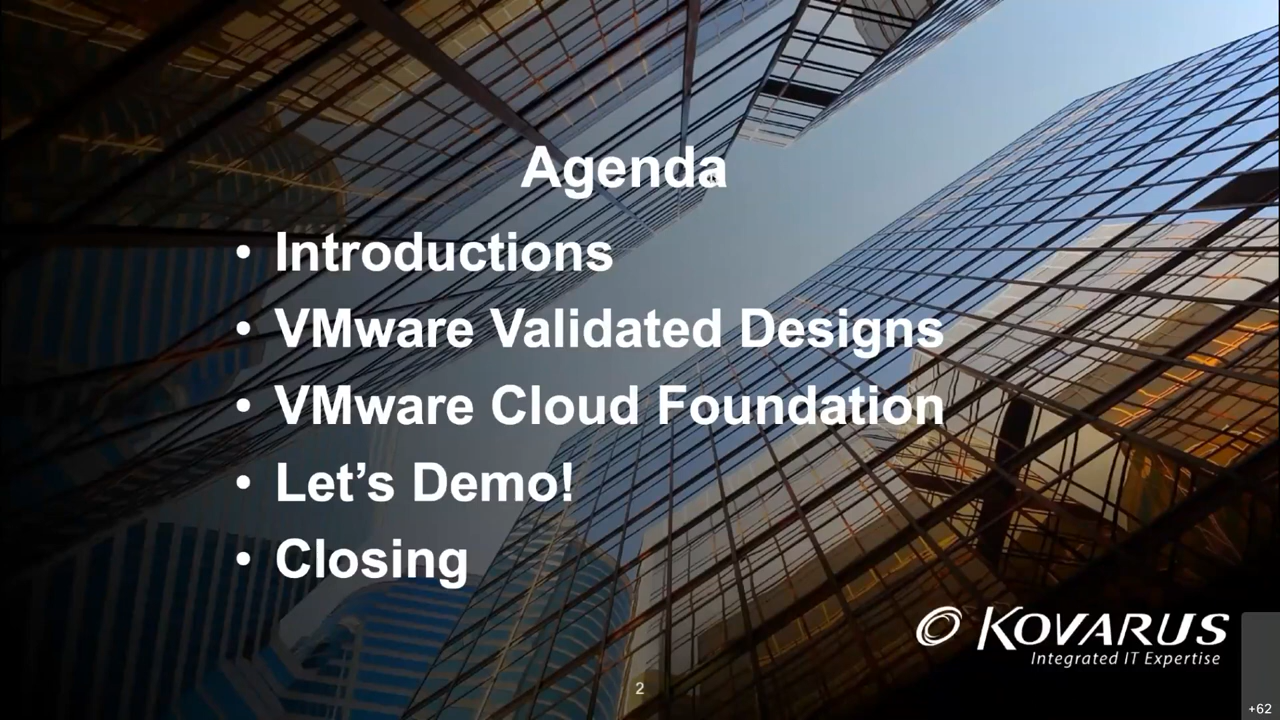 Agenda
• Introductions
• VMware Validated Designs
• VMware Cloud Foundation
• Let’s Demo!
• Closing
KOVARUS
Integrated IT Expertise
2
+62